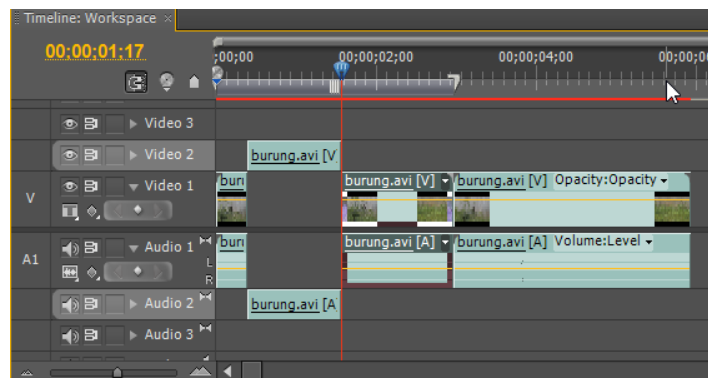 Timeline: Workspace ×
00;00;01;17
;00;00 00;00;02;00 00;00;04;00 00;00;0
Video 3
Video 2 burung.avi [V]
V Video 1 buru burung.avi [V] burung.avi [V] Opacity:Opacity
A1 Audio 1 buru burung.avi [A] burung.avi [A] Volume:Level
L
R
Audio 2 burung.avi [A
Audio 3